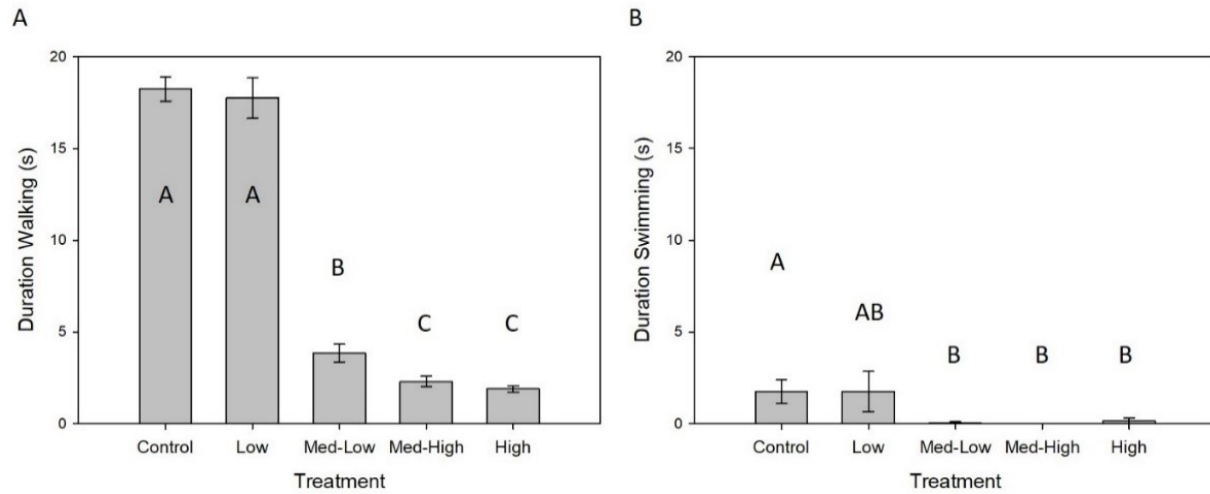 A
20
15
10
5
0
Duration Walking (s)
A
A
B
C
C
Control Low Med-Low Med-High High
Treatment
B
20
15
10
5
0
Duration Swimming (s)
A
AB
B
B
B
Control Low Med-Low Med-High High
Treatment